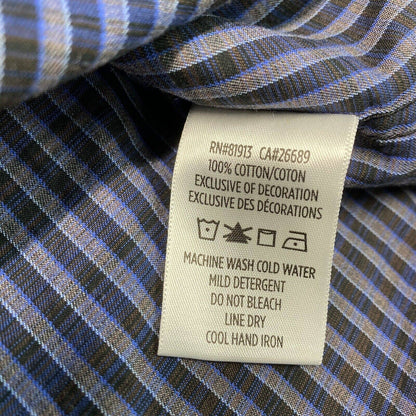 RN#81913 CA#26689
100% COTTON/COTON
EXCLUSIVE OF DECORATION
EXCLUSIVE DES DÉCORATIONS
MACHINE WASH COLD WATER
MILD DETERGENT
DO NOT BLEACH
LINE DRY
COOL HAND IRON